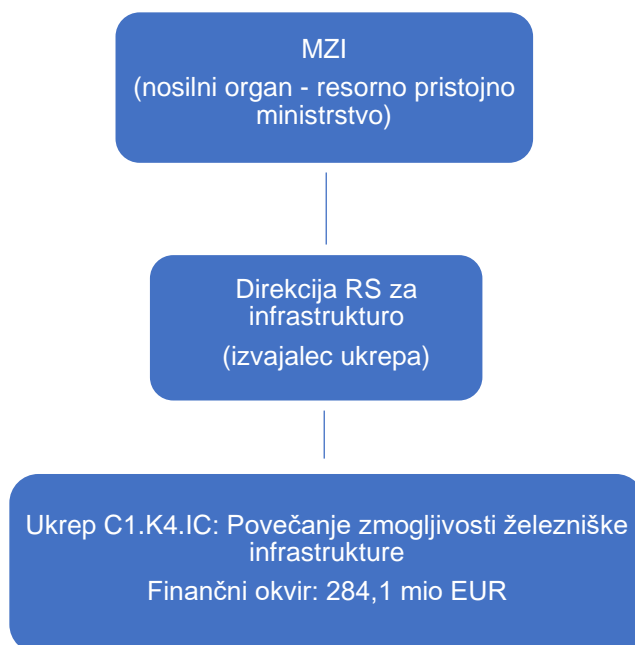 MZI
(nosilni organ - resorno pristojno
ministrstvo)
Direkcija RS za
infrastrukturo
(izvajalec ukrepa)
Ukrep C1.K4.IC: Povečanje zmogljivosti železniške
infrastrukture
Finančni okvir: 284,1 mio EUR